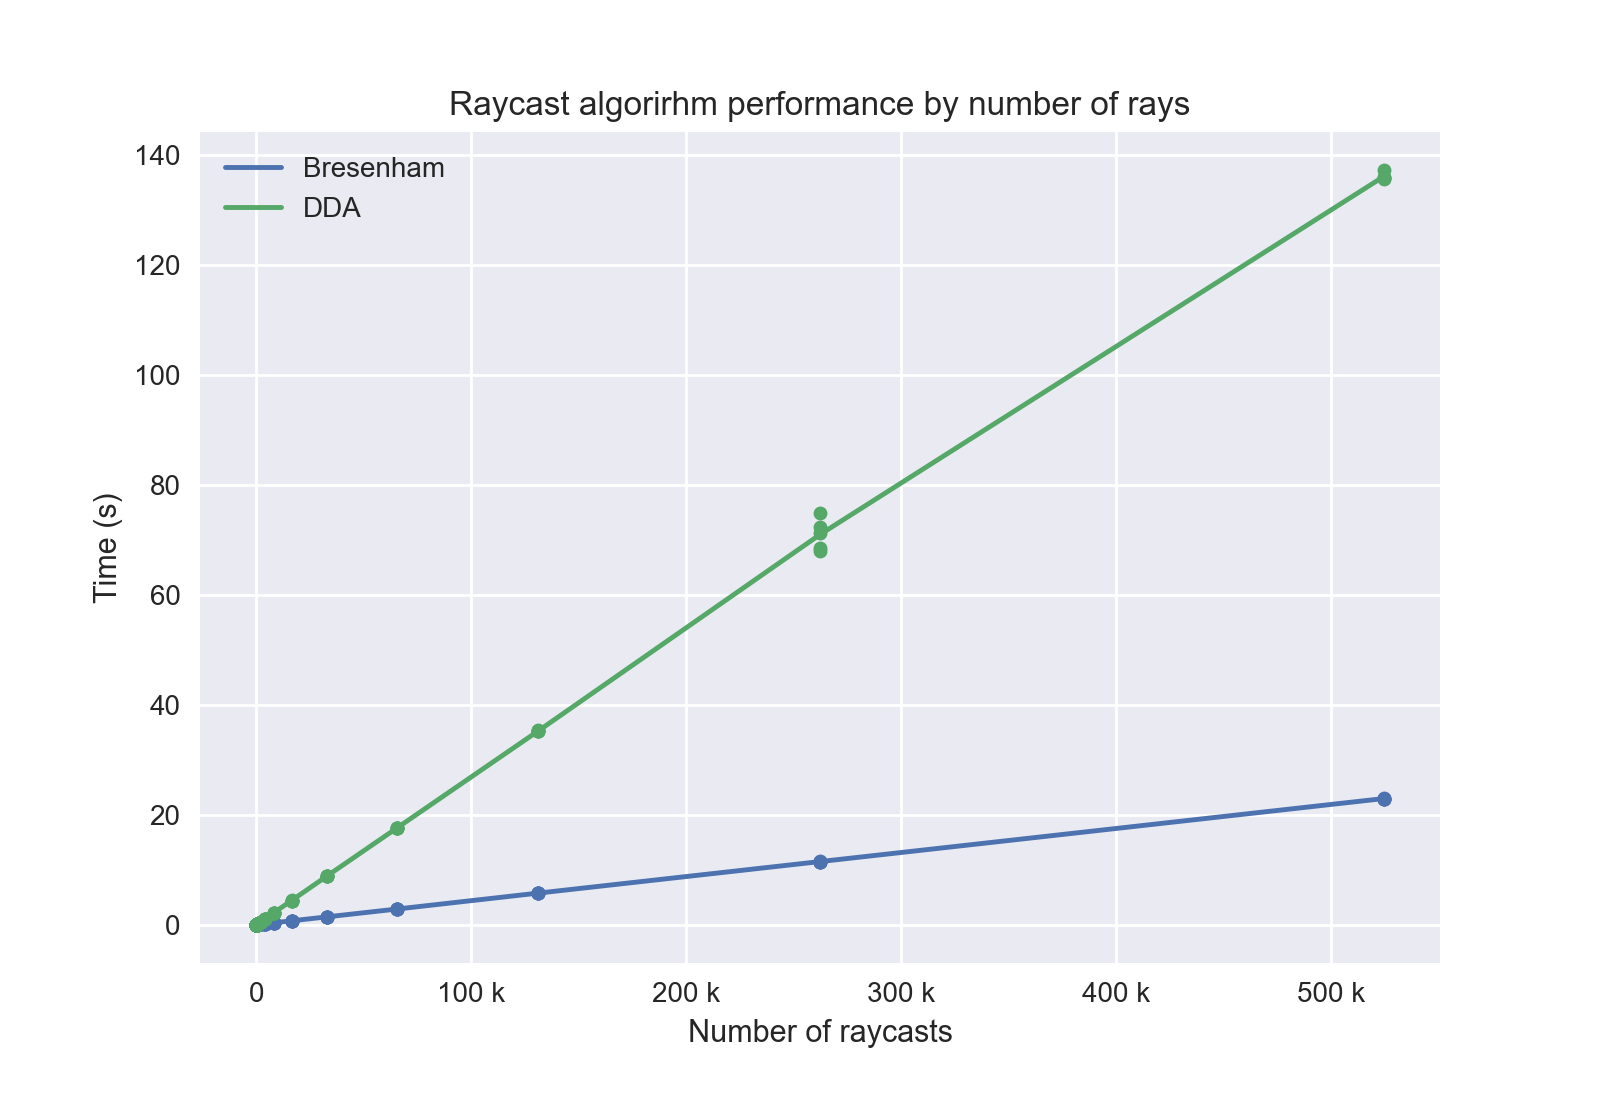 Raycast algorirhm performance by number of rays
Bresenham
DDA
140
120
100
80
60
40
20
0
Time (s)
0 100 k 200 k 300 k 400 k 500 k
Number of raycasts